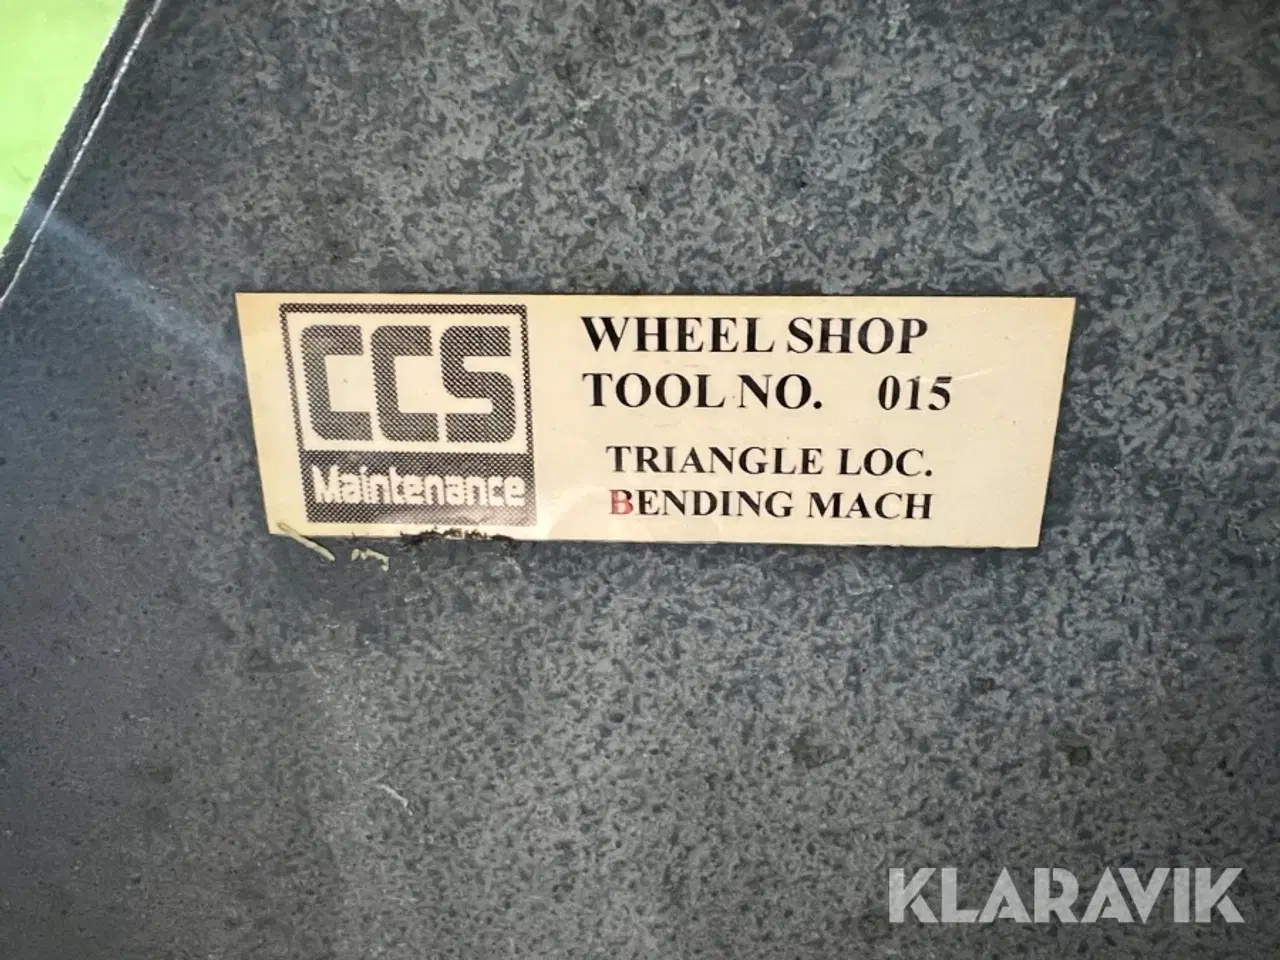 CCS
Maintenance
WHEEL SHOP
TOOL NO. 015
TRIANGLE LOC.
BENDING MACH
KLARAVIK